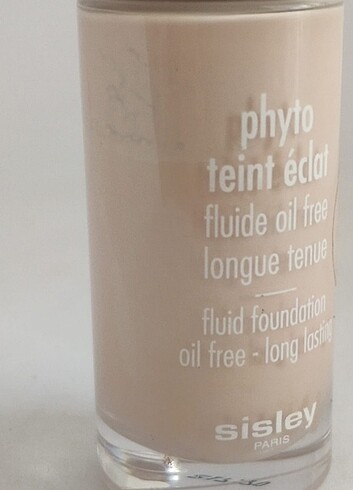 phyto
teint éclat
fluide oil free
longue tenue
fluid foundation
oil free - long lasting
sisley
PARIS